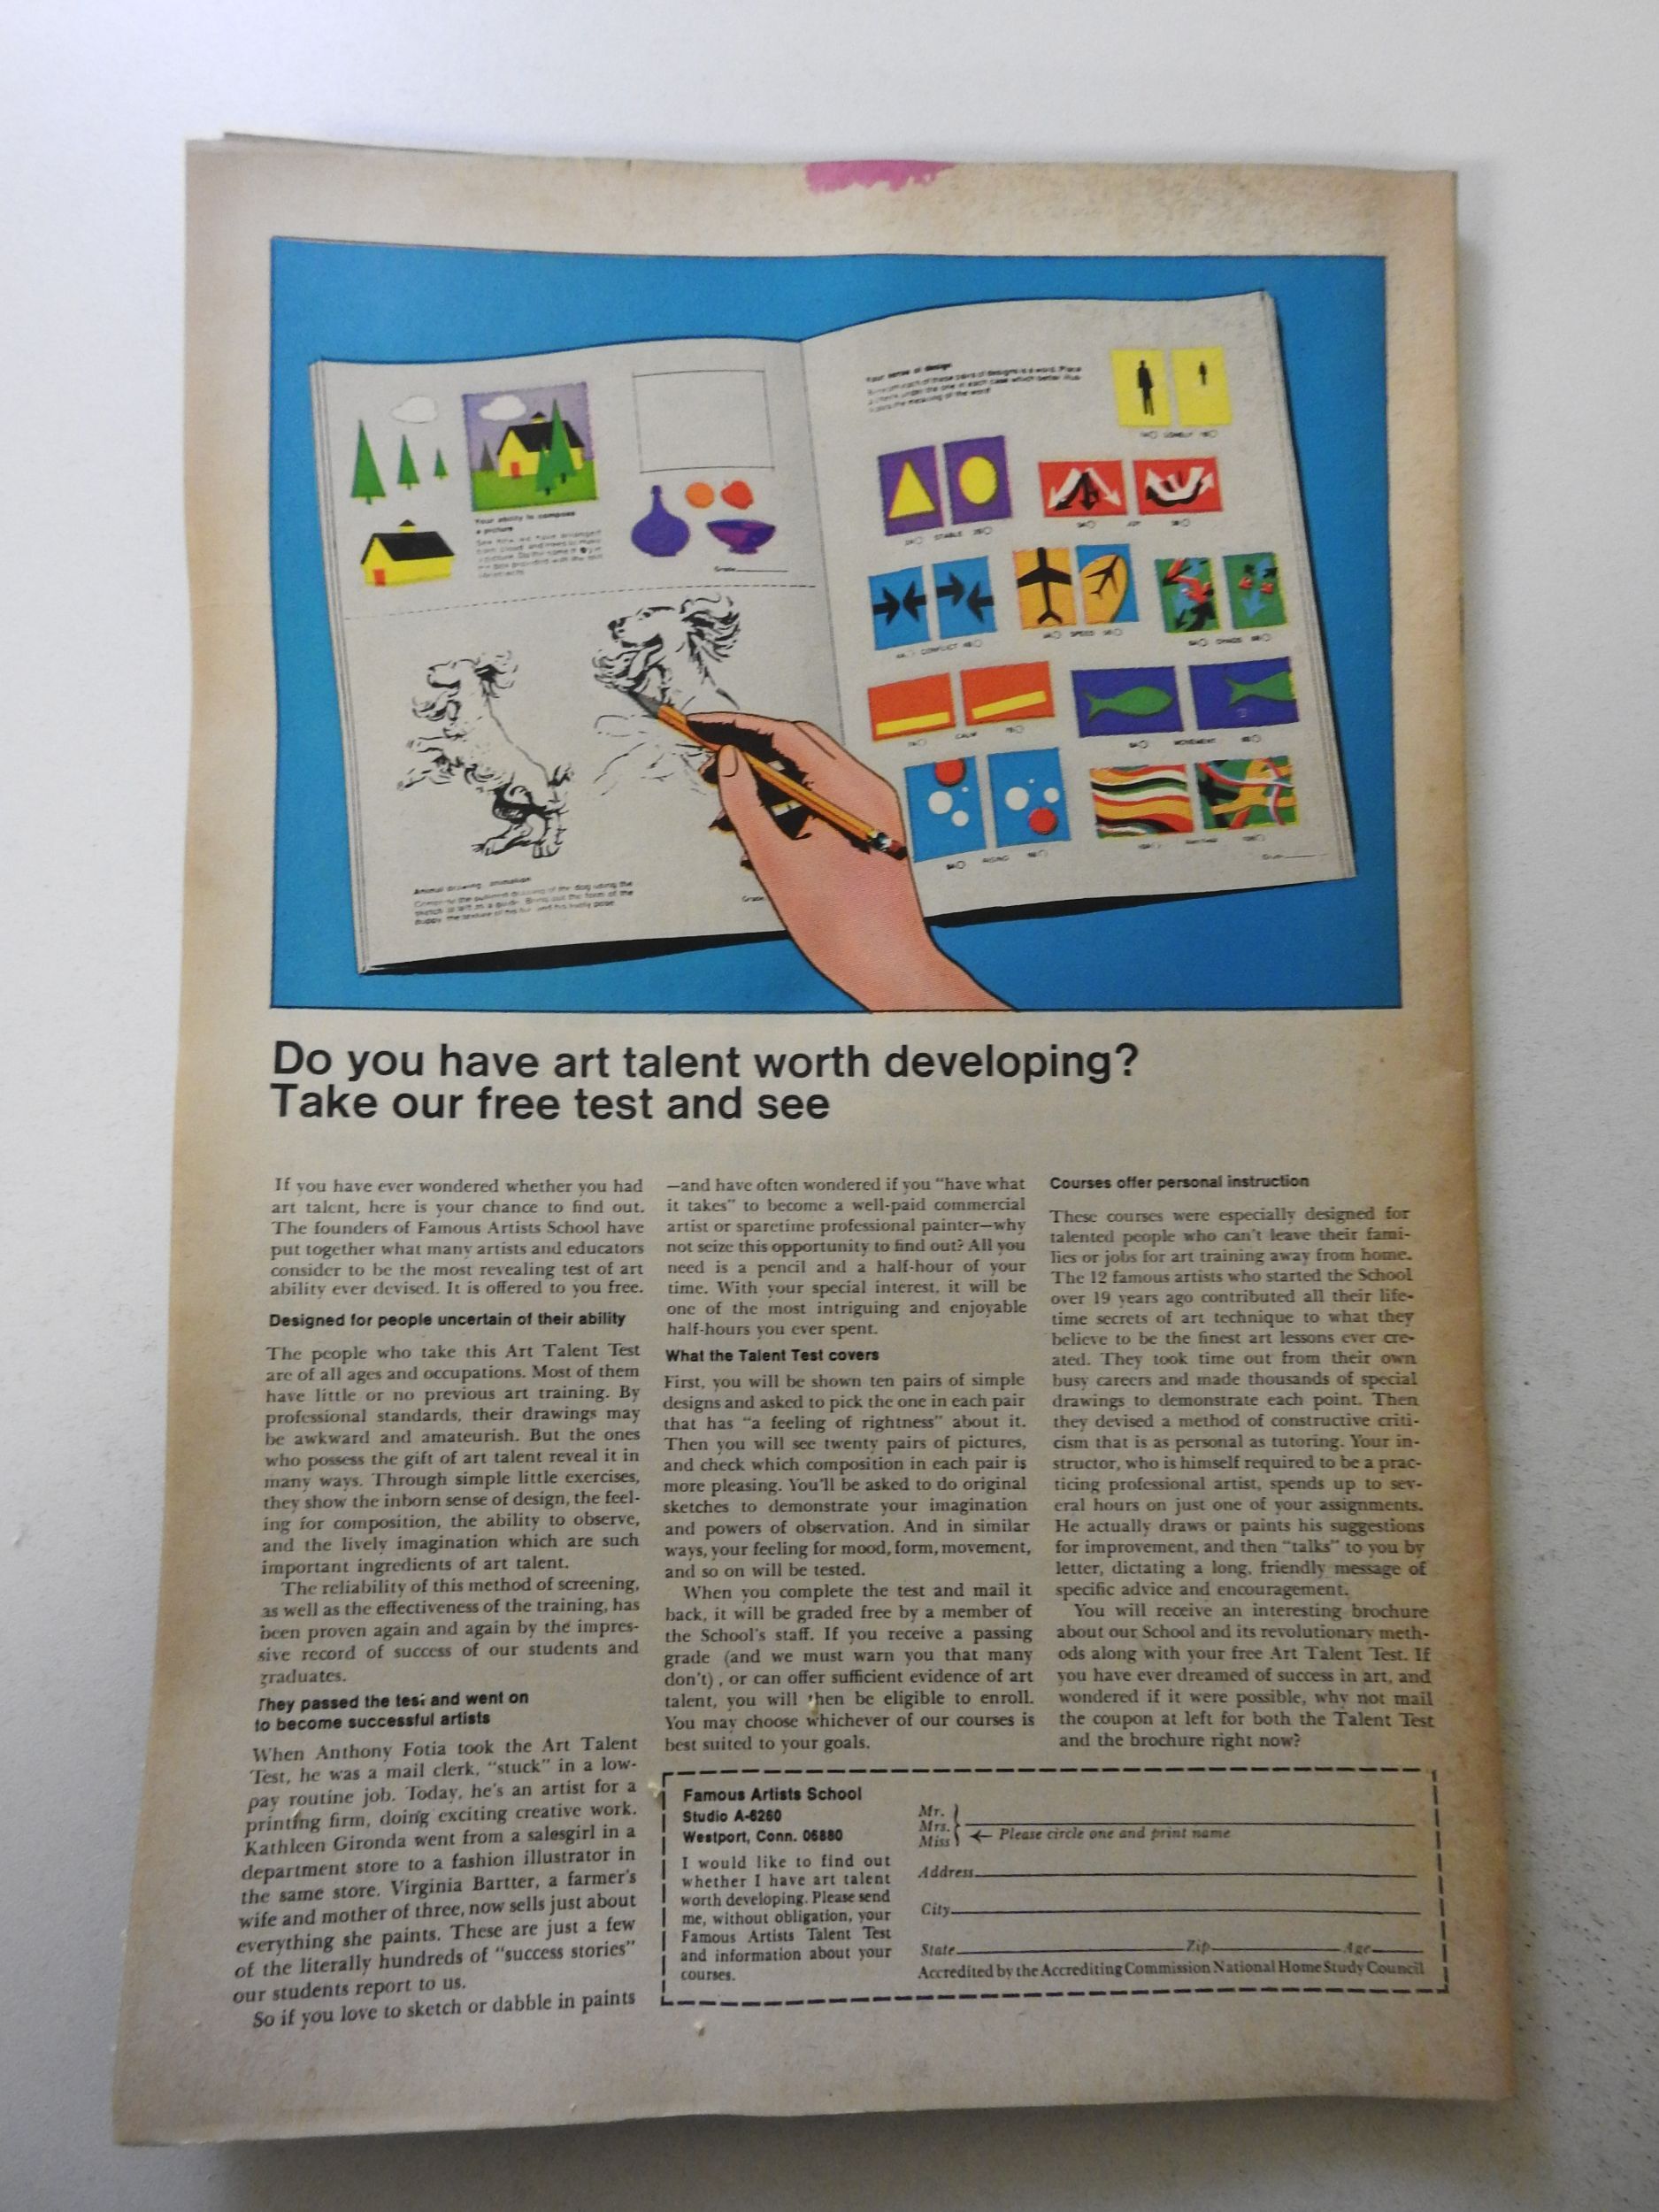 Your ability to compose
a picture
Your sense of design
LONELY
STABLE
JOY
CONFLICT
SPEED
CHAOS
CALM
MOVEMENT
RISING
Animal drawing animation
Do you have art talent worth developing?
Take our free test and see
If you have ever wondered whether you had
art talent, here is your chance to find out.
The founders of Famous Artists School have
put together what many artists and educators
consider to be the most revealing test of art
ability ever devised. It is offered to you free.
Designed for people uncertain of their ability
The people who take this Art Talent Test
are of all ages and occupations. Most of them
have little or no previous art training. By
professional standards, their drawings may
be awkward and amateurish. But the ones
who possess the gift of art talent reveal it in
many ways. Through simple little exercises,
they show the inborn sense of design, the feel-
ing for composition, the ability to observe,
and the lively imagination which are such
important ingredients of art talent.
The reliability of this method of screening,
as well as the effectiveness of the training, has
been proven again and again by the impres-
sive record of success of our students and
graduates.
They passed the test and went on
to become successful artists
When Anthony Fotia took the Art Talent
Test, he was a mail clerk, "stuck" in a low-
pay routine job. Today, he's an artist for a
printing firm, doing exciting creative work.
Kathleen Gironda went from a salesgirl in a
department store to a fashion illustrator in
the same store. Virginia Bartter, a farmer's
wife and mother of three, now sells just about
everything she paints. These are just a few
of the literally hundreds of "success stories"
our students report to us.
So if you love to sketch or dabble in paints
—and have often wondered if you "have what
it takes" to become a well-paid commercial
artist or sparetime professional painter—why
not seize this opportunity to find out? All you
need is a pencil and a half-hour of your
time. With your special interest, it will be
one of the most intriguing and enjoyable
half-hours you ever spent.
What the Talent Test covers
First, you will be shown ten pairs of simple
designs and asked to pick the one in each pair
that has "a feeling of rightness" about it.
Then you will see twenty pairs of pictures,
and check which composition in each pair is
more pleasing. You'll be asked to do original
sketches to demonstrate your imagination
and powers of observation. And in similar
ways, your feeling for mood, form, movement,
and so on will be tested.
When you complete the test and mail it
back, it will be graded free by a member of
the School's staff. If you receive a passing
grade (and we must warn you that many
don't), or can offer sufficient evidence of art
talent, you will then be eligible to enroll.
You may choose whichever of our courses is
best suited to your goals.
Courses offer personal instruction
These courses were especially designed for
talented people who can't leave their fami-
lies or jobs for art training away from home.
The 12 famous artists who started the School
over 19 years ago contributed all their life-
time secrets of art technique to what they
believe to be the finest art lessons ever cre-
ated. They took time out from their own
busy careers and made thousands of special
drawings to demonstrate each point. Then
they devised a method of constructive criti-
cism that is as personal as tutoring. Your in-
structor, who is himself required to be a prac-
ticing professional artist, spends up to sev-
eral hours on just one of your assignments.
He actually draws or paints his suggestions
for improvement, and then "talks" to you by
letter, dictating a long, friendly message of
specific advice and encouragement.
You will receive an interesting brochure
about our School and its revolutionary meth-
ods along with your free Art Talent Test. If
you have ever dreamed of success in art, and
wondered if it were possible, why not mail
the coupon at left for both the Talent Test
and the brochure right now?
Famous Artists School
Studio A-6260
Westport, Conn. 06880
I would like to find out
whether I have art talent
worth developing. Please send
me, without obligation, your
Famous Artists Talent Test
and information about your
courses.
Mr.
Mrs.
Miss ← Please circle one and print name
Address
City
State Zip Age
Accredited by the Accrediting Commission National Home Study Council